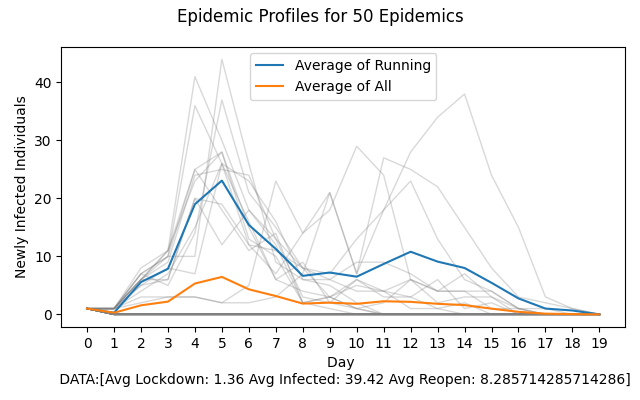 Epidemic Profiles for 50 Epidemics
Average of Running
Average of All
Newly Infected Individuals
40
30
20
10
0
0 1 2 3 4 5 6 7 8 9 10 11 12 13 14 15 16 17 18 19
Day
DATA:[Avg Lockdown: 1.36 Avg Infected: 39.42 Avg Reopen: 8.285714285714286]